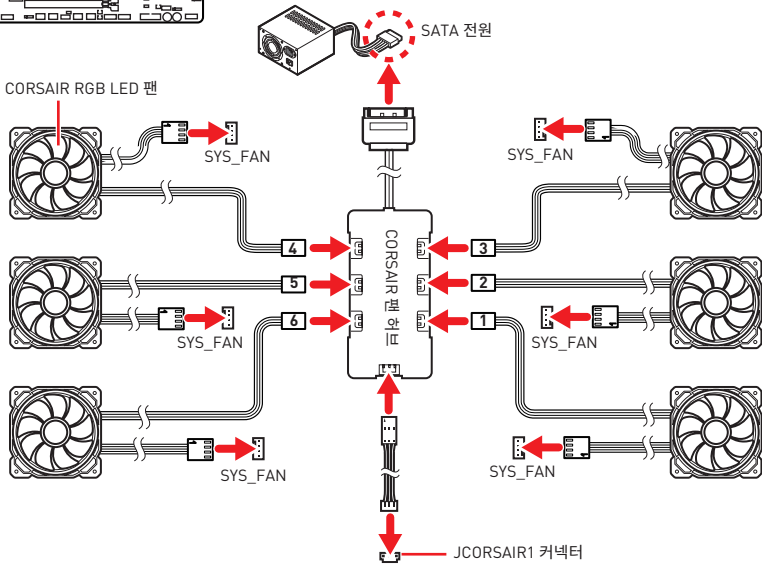 SATA 전원
CORSAIR RGB LED 팬
SYS_FAN
SYS_FAN
4
3
CORSAIR 팬 허브
5
2
6
1
SYS_FAN
SYS_FAN
SYS_FAN
SYS_FAN
JCORSAIR1 커넥터